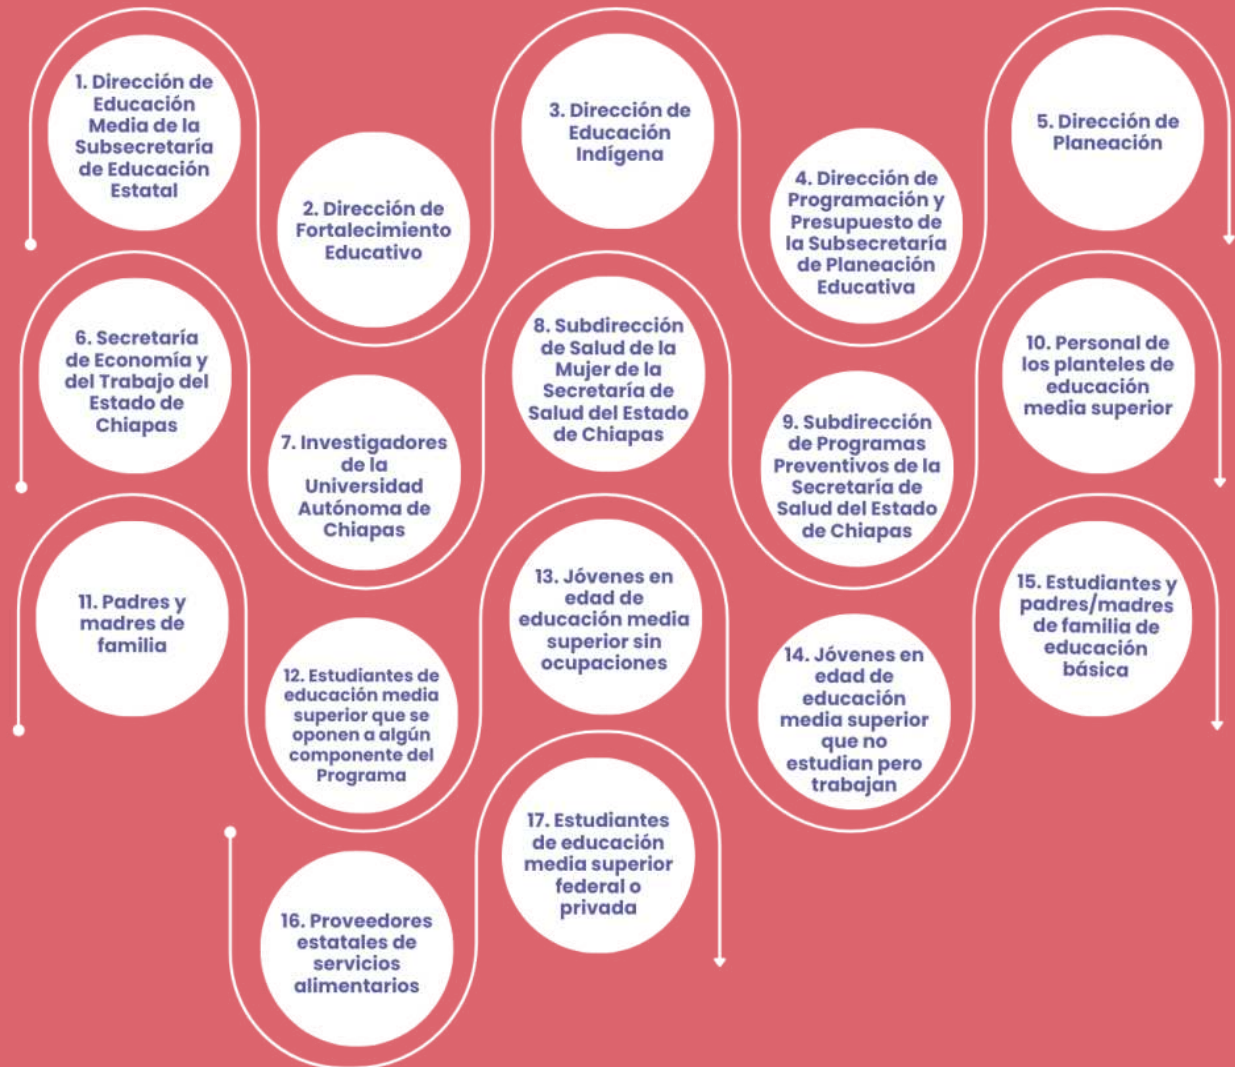 1. Dirección de
Educación
Media de la
Subsecretaría
de Educación
Estatal
2. Dirección de
Fortalecimiento
Educativo
3. Dirección de
Educación
Indígena
4. Dirección de
Programación y
Presupuesto de
la Subsecretaría
de Planeación
Educativa
5. Dirección de
Planeación
6. Secretaría
de Economía y
del Trabajo del
Estado de
Chiapas
7. Investigadores
de la
Universidad
Autónoma de
Chiapas
8. Subdirección
de Salud de la
Mujer de la
Secretaría de
Salud del Estado
de Chiapas
9. Subdirección
de Programas
Preventivos de la
Secretaría de
Salud del Estado
de Chiapas
10. Personal de
los planteles de
educación
media superior
11. Padres y
madres de
familia
12. Estudiantes de
educación media
superior que se
oponen a algún
componente del
Programa
13. Jóvenes en
edad de
educación media
superior sin
ocupaciones
14. Jóvenes en
edad de
educación
media superior
que no
estudian pero
trabajan
15. Estudiantes y
padres/madres
de familia de
educación
básica
16. Proveedores
estatales de
servicios
alimentarios
17. Estudiantes
de educación
media superior
federal o
privada